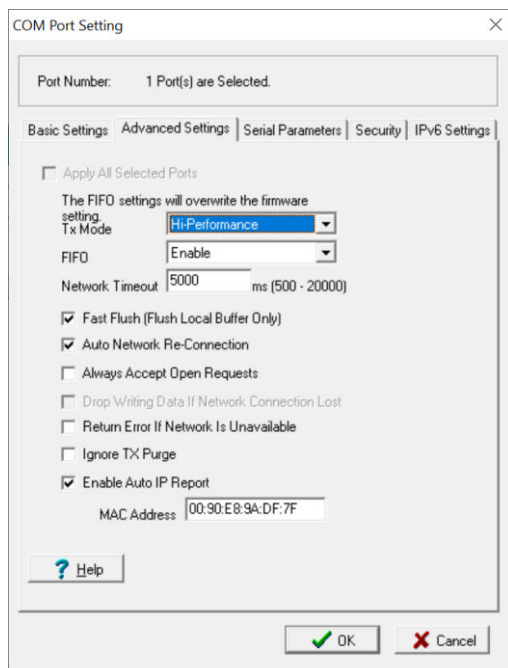 COM Port Setting
Port Number: 1 Port(s) are Selected.
Basic Settings Advanced Settings Serial Parameters Security IPv6 Settings
Apply All Selected Ports
The FIFO settings will overwrite the firmware
setting.
Tx Mode Hi-Performance
FIFO Enable
Network Timeout 5000 ms (500 - 20000)
Fast Flush (Flush Local Buffer Only)
Auto Network Re-Connection
Always Accept Open Requests
Drop Writing Data If Network Connection Lost
Return Error If Network Is Unavailable
Ignore TX Purge
Enable Auto IP Report
MAC Address 00:90:E8:9A:DF:7F
? Help
OK Cancel